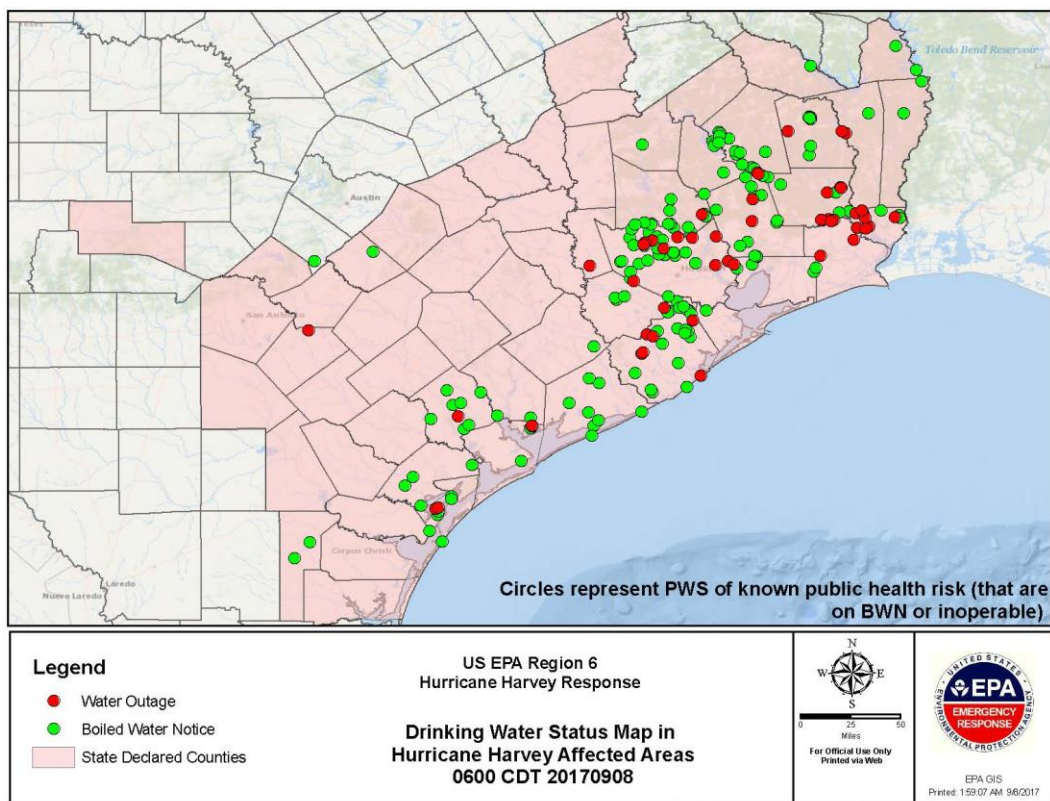 Toledo Bend Reservoir
Austin
San Antonio
Corpus Christi
Laredo
Nuevo Laredo
Circles represent PWS of known public health risk (that are
on BWN or inoperable)
Legend
Water Outage
Boiled Water Notice
State Declared Counties
US EPA Region 6
Hurricane Harvey Response
Drinking Water Status Map in
Hurricane Harvey Affected Areas
0600 CDT 20170908
N
W E
S
0 25 50
Miles
For Official Use Only
Printed via Web
UNITED STATES
EPA
EMERGENCY
RESPONSE
ENVIRONMENTAL PROTECTION AGENCY
EPA GIS
Printed: 1:59:07 AM 9/8/2017